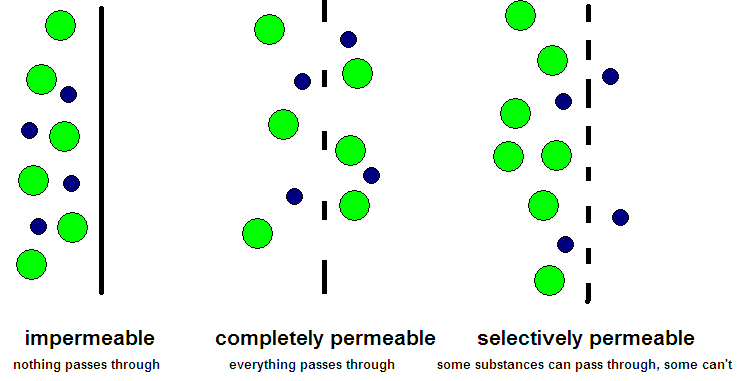 impermeable
nothing passes through
completely permeable
everything passes through
selectively permeable
some substances can pass through, some can't